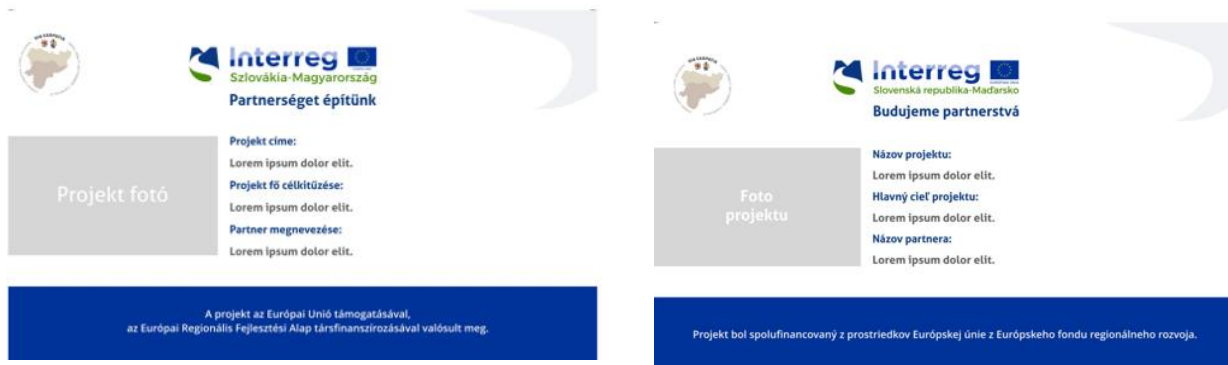 VIA CARPATIA
Interreg
Szlovákia-Magyarország
Partnerséget építünk
Projekt címe:
Lorem ipsum dolor elit.
Projekt fő célkitűzése:
Lorem ipsum dolor elit.
Partner megnevezése:
Lorem ipsum dolor elit.
Projekt fotó
A projekt az Európai Unió támogatásával,
az Európai Regionális Fejlesztési Alap társfinanszírozásával valósult meg.
VIA CARPATIA
Interreg
Slovenská republika-Maďarsko
Budujeme partnerstvá
Názov projektu:
Lorem ipsum dolor elit.
Hlavný cieľ projektu:
Lorem ipsum dolor elit.
Názov partnera:
Lorem ipsum dolor elit.
Foto
projektu
Projekt bol spolufinancovaný z prostriedkov Európskej únie z Európskeho fondu regionálneho rozvoja.